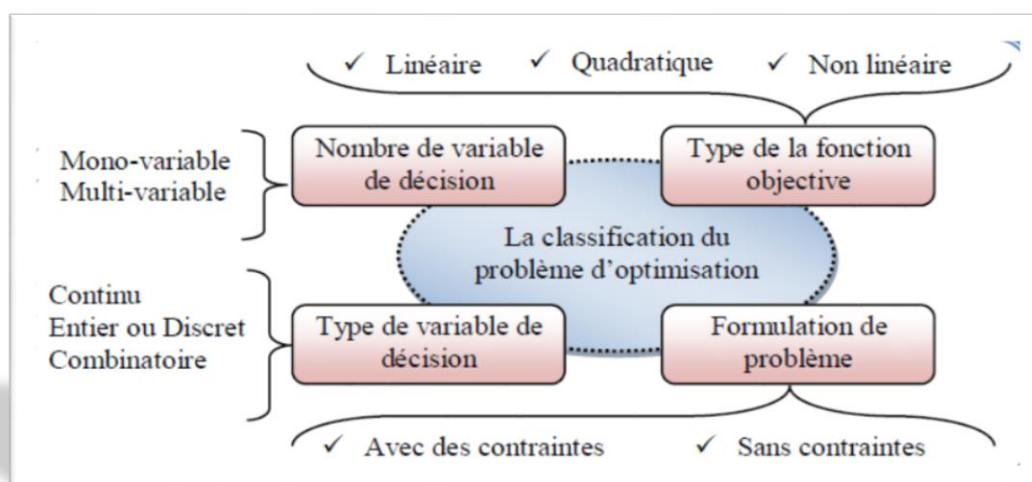 ✓ Linéaire ✓ Quadratique ✓ Non linéaire
Mono-variable
Multi-variable
Nombre de variable
de décision
Type de la fonction
objective
La classification du
problème d’optimisation
Continu
Entier ou Discret
Combinatoire
Type de variable de
décision
Formulation de
problème
✓ Avec des contraintes ✓ Sans contraintes